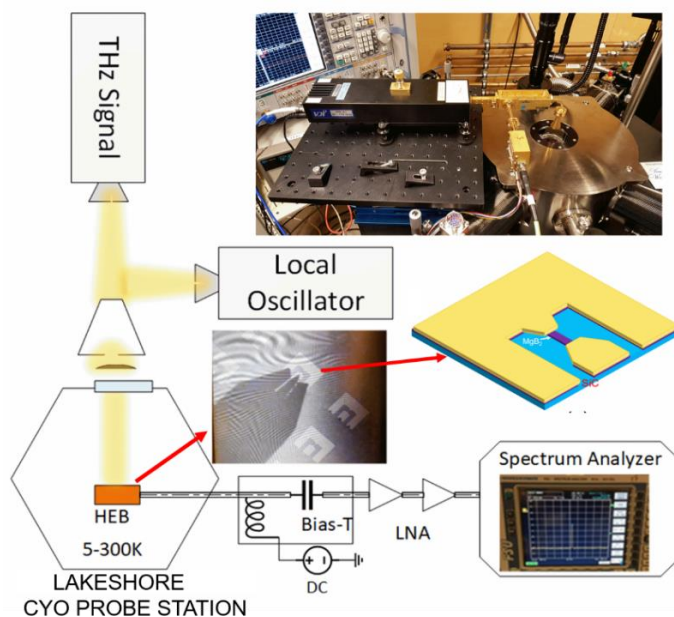 THz Signal
Local
Oscillator
MgB₂
SiC
HEB
5-300K
LAKESHORE
CYO PROBE STATION
Bias-T
DC
LNA
Spectrum Analyzer